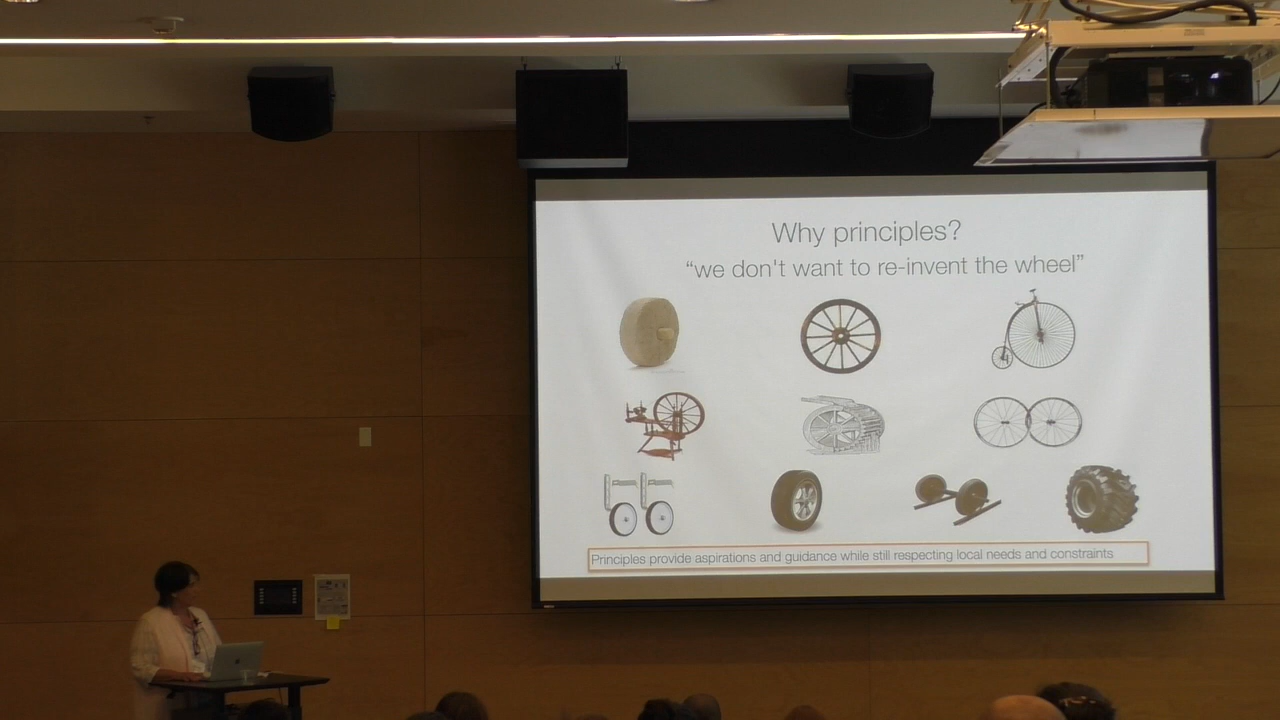 Why principles?
“we don't want to re-invent the wheel”
Principles provide aspirations and guidance while still respecting local needs and constraints